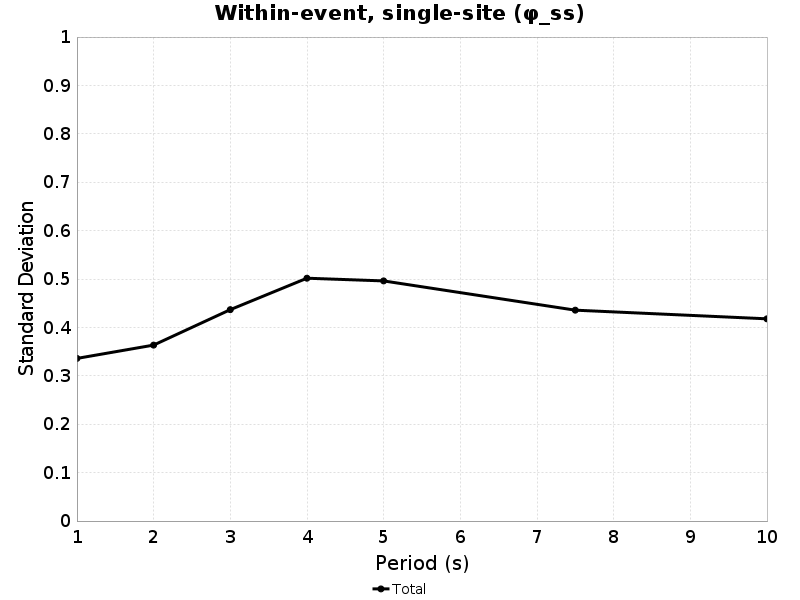 Within-event, single-site (φ_ss)
1
0.9
0.8
0.7
0.6
0.5
0.4
0.3
0.2
0.1
0
Standard Deviation
1 2 3 4 5 6 7 8 9 10
Period (s)
Total